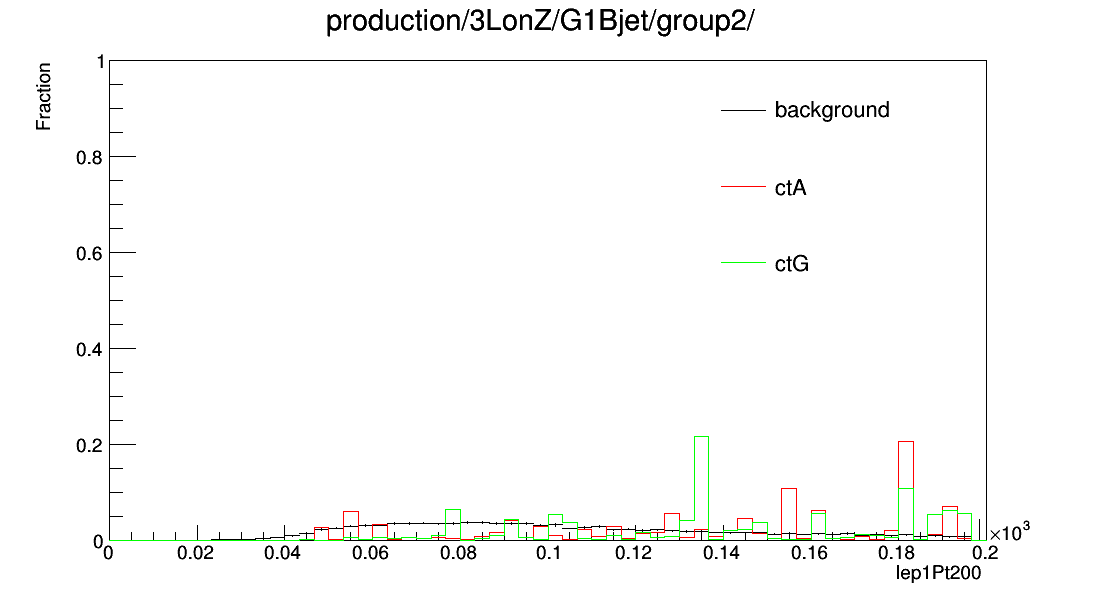 production/3LonZ/G1Bjet/group2/
Fraction
1
0.8
0.6
0.4
0.2
0
background
ctA
ctG
0 0.02 0.04 0.06 0.08 0.1 0.12 0.14 0.16 0.18 0.2
×10³
lep1Pt200